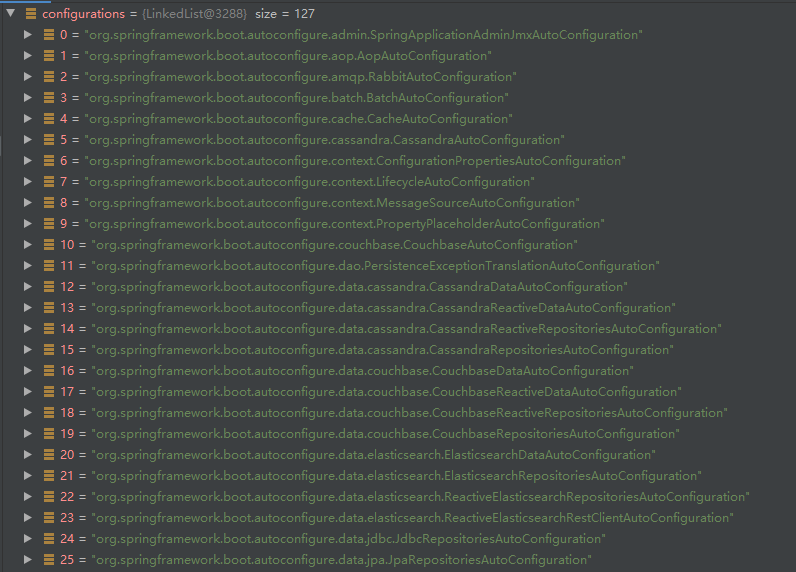 configurations = {LinkedList@3288} size = 127
0 = "org.springframework.boot.autoconfigure.admin.SpringApplicationAdminJmxAutoConfiguration"
1 = "org.springframework.boot.autoconfigure.aop.AopAutoConfiguration"
2 = "org.springframework.boot.autoconfigure.amqp.RabbitAutoConfiguration"
3 = "org.springframework.boot.autoconfigure.batch.BatchAutoConfiguration"
4 = "org.springframework.boot.autoconfigure.cache.CacheAutoConfiguration"
5 = "org.springframework.boot.autoconfigure.cassandra.CassandraAutoConfiguration"
6 = "org.springframework.boot.autoconfigure.context.ConfigurationPropertiesAutoConfiguration"
7 = "org.springframework.boot.autoconfigure.context.LifecycleAutoConfiguration"
8 = "org.springframework.boot.autoconfigure.context.MessageSourceAutoConfiguration"
9 = "org.springframework.boot.autoconfigure.context.PropertyPlaceholderAutoConfiguration"
10 = "org.springframework.boot.autoconfigure.couchbase.CouchbaseAutoConfiguration"
11 = "org.springframework.boot.autoconfigure.dao.PersistenceExceptionTranslationAutoConfiguration"
12 = "org.springframework.boot.autoconfigure.data.cassandra.CassandraDataAutoConfiguration"
13 = "org.springframework.boot.autoconfigure.data.cassandra.CassandraReactiveDataAutoConfiguration"
14 = "org.springframework.boot.autoconfigure.data.cassandra.CassandraReactiveRepositoriesAutoConfiguration"
15 = "org.springframework.boot.autoconfigure.data.cassandra.CassandraRepositoriesAutoConfiguration"
16 = "org.springframework.boot.autoconfigure.data.couchbase.CouchbaseDataAutoConfiguration"
17 = "org.springframework.boot.autoconfigure.data.couchbase.CouchbaseReactiveDataAutoConfiguration"
18 = "org.springframework.boot.autoconfigure.data.couchbase.CouchbaseReactiveRepositoriesAutoConfiguration"
19 = "org.springframework.boot.autoconfigure.data.couchbase.CouchbaseRepositoriesAutoConfiguration"
20 = "org.springframework.boot.autoconfigure.data.elasticsearch.ElasticsearchDataAutoConfiguration"
21 = "org.springframework.boot.autoconfigure.data.elasticsearch.ElasticsearchRepositoriesAutoConfiguration"
22 = "org.springframework.boot.autoconfigure.data.elasticsearch.ReactiveElasticsearchRepositoriesAutoConfiguration"
23 = "org.springframework.boot.autoconfigure.data.elasticsearch.ReactiveElasticsearchRestClientAutoConfiguration"
24 = "org.springframework.boot.autoconfigure.data.jdbc.JdbcRepositoriesAutoConfiguration"
25 = "org.springframework.boot.autoconfigure.data.jpa.JpaRepositoriesAutoConfiguration"